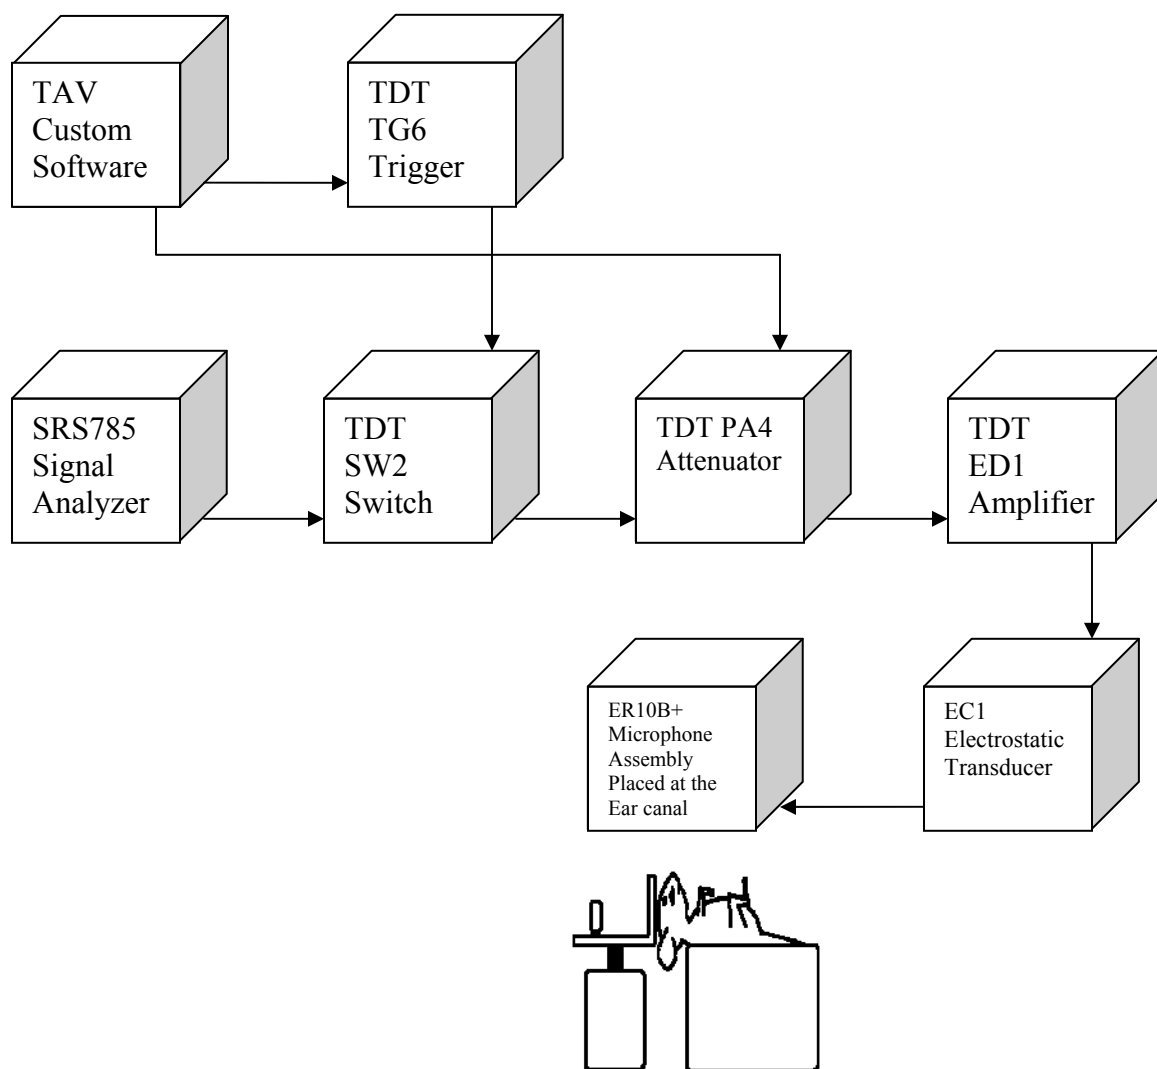 TAV
Custom
Software
TDT
TG6
Trigger
SRS785
Signal
Analyzer
TDT
SW2
Switch
TDT PA4
Attenuator
TDT
ED1
Amplifier
ER10B+
Microphone
Assembly
Placed at the
Ear canal
EC1
Electrostatic
Transducer